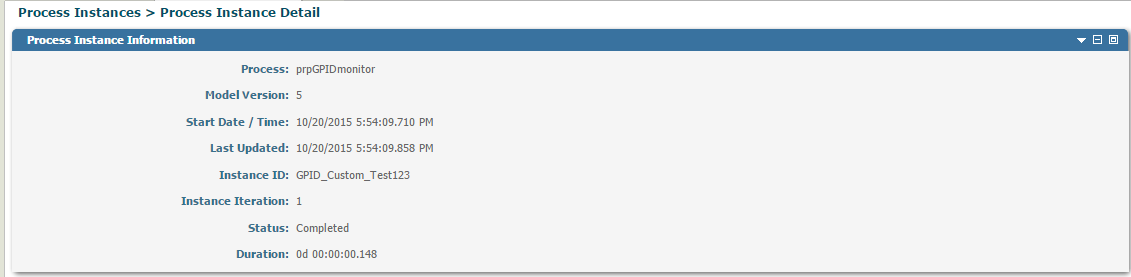 Process Instances > Process Instance Detail
Process Instance Information
Process: prpGPIDmonitor
Model Version: 5
Start Date / Time: 10/20/2015 5:54:09.710 PM
Last Updated: 10/20/2015 5:54:09.858 PM
Instance ID: GPID_Custom_Test123
Instance Iteration: 1
Status: Completed
Duration: 0d 00:00:00.148